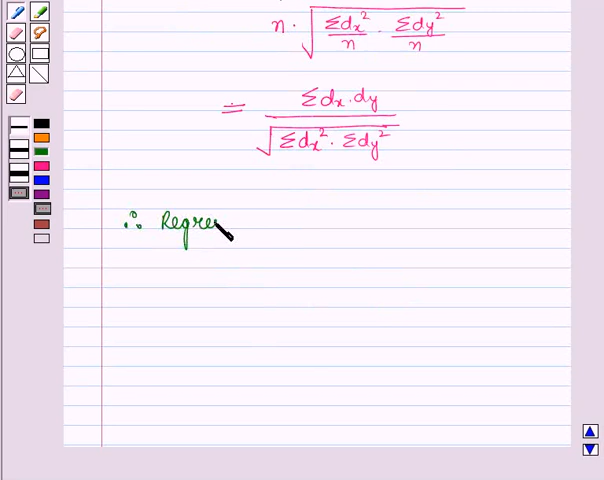 n · √(Σdx²/n · Σdy²/n)
= Σdx·dy / √(Σdx² · Σdy²)
∴ Regre